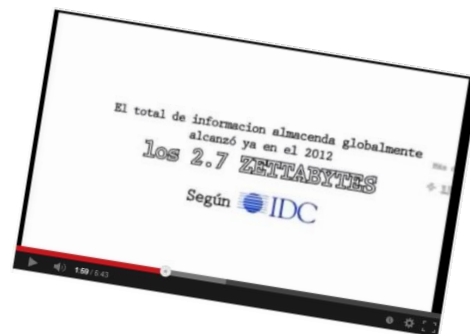 El total de informacion almacenda globalmente
alcanzó ya en el 2012
los 2.7 ZETTABYTES
Según IDC
1:59 / 5:43